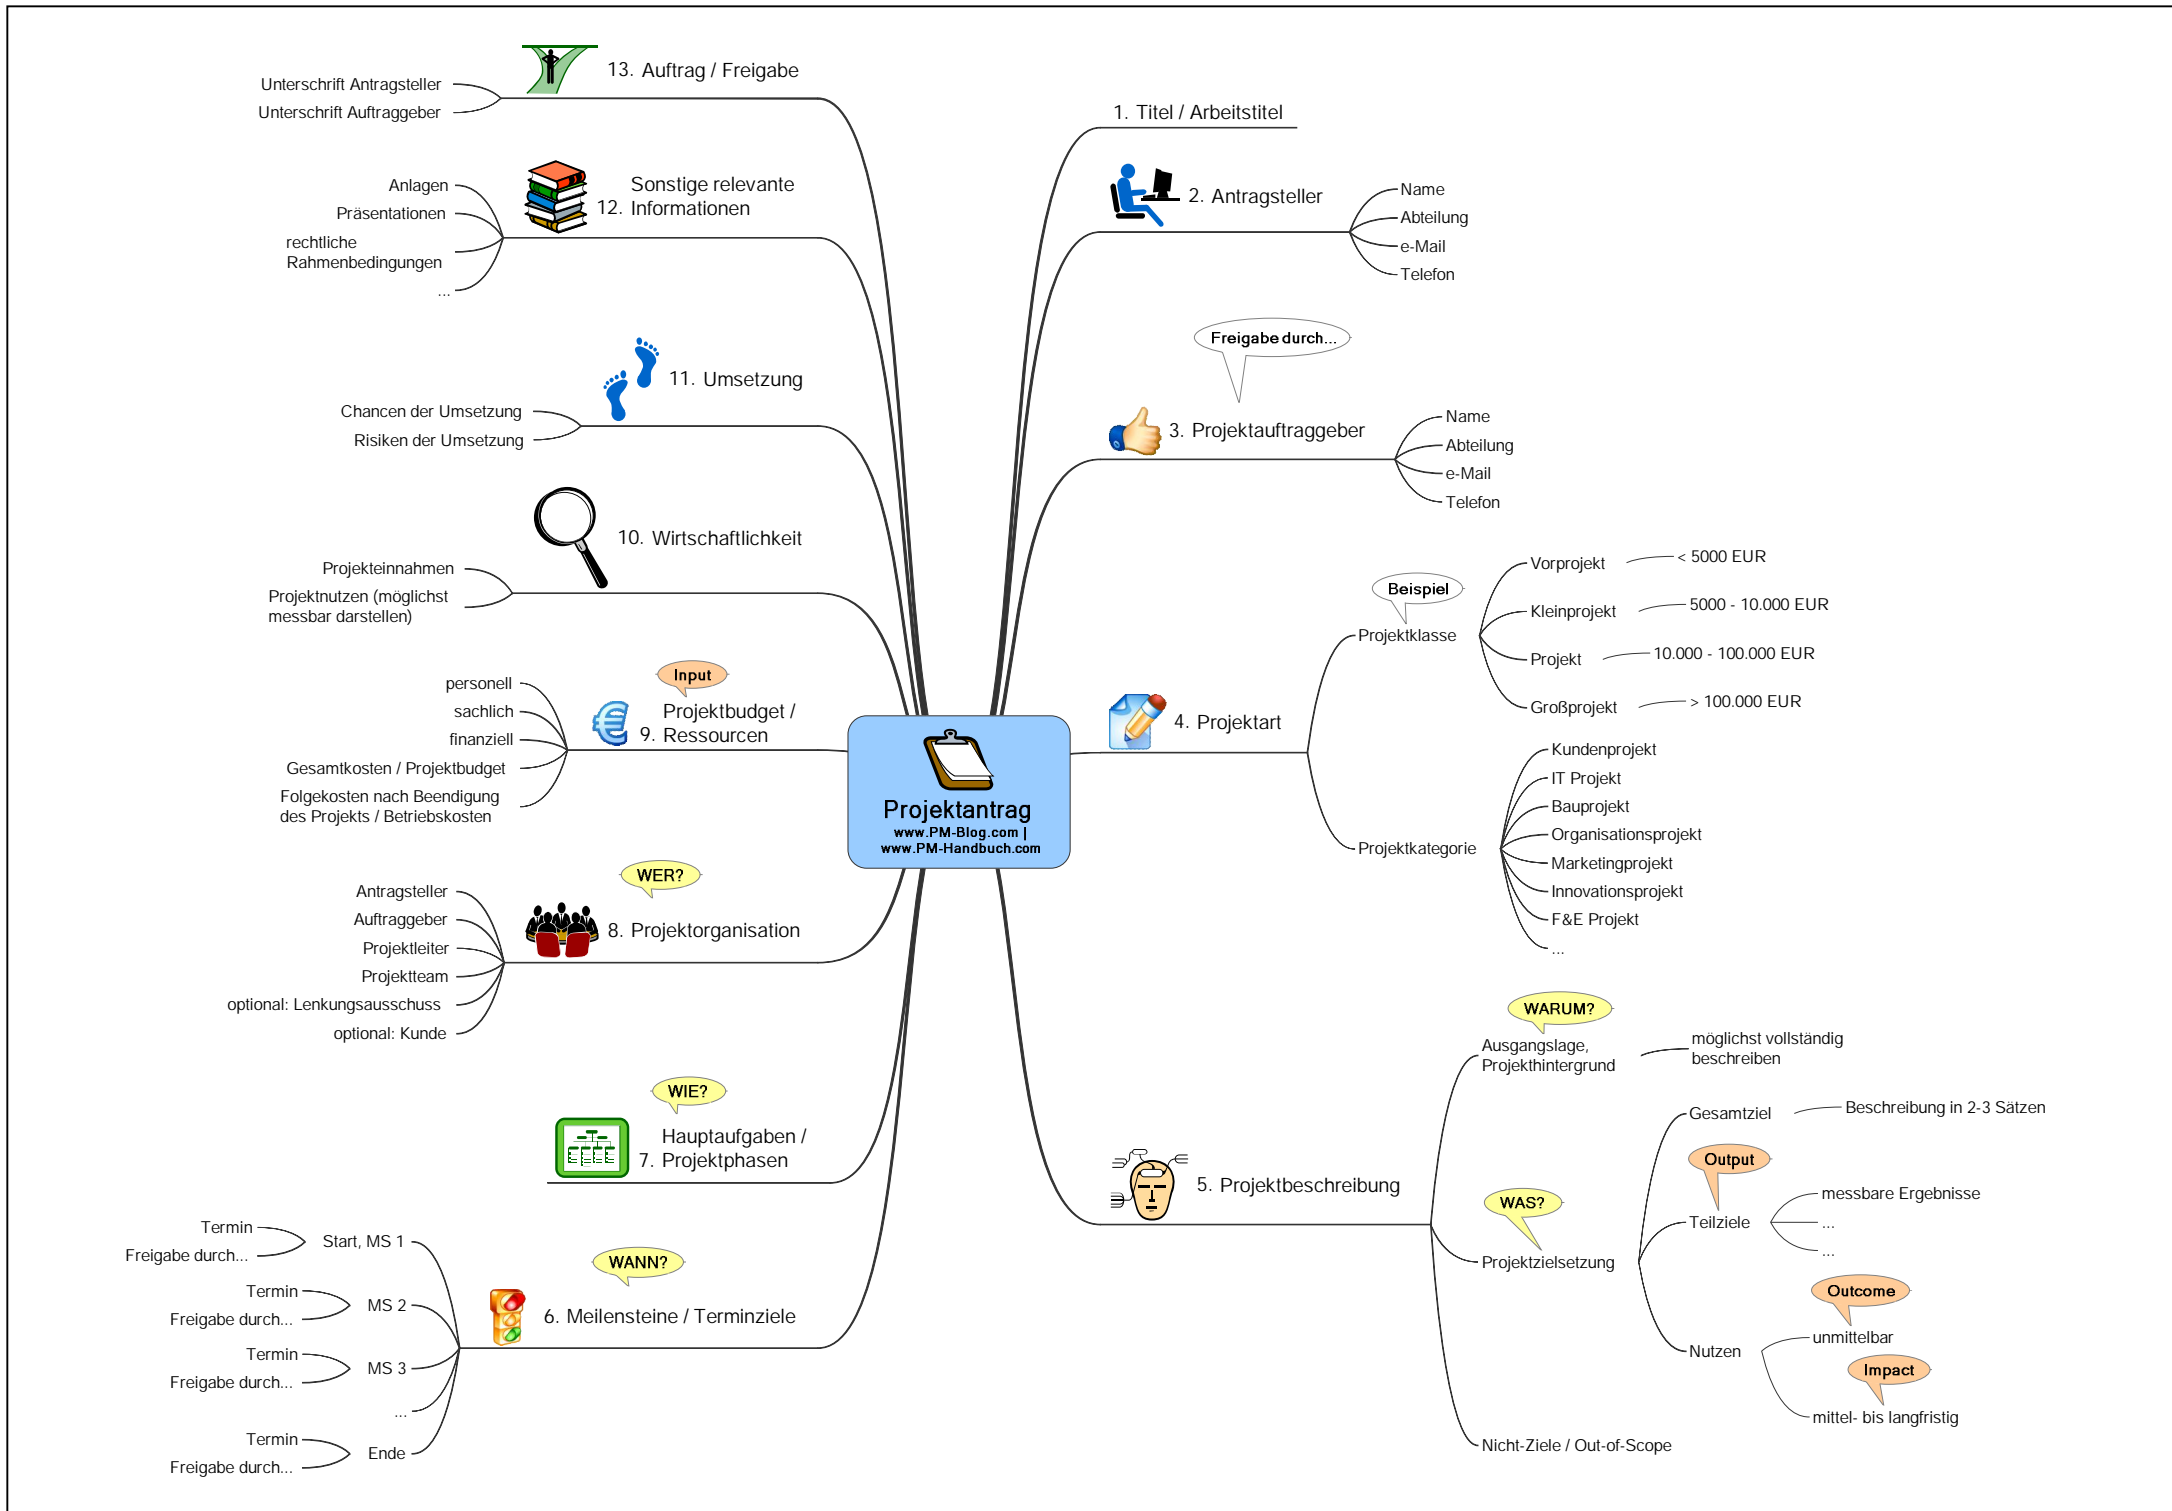 Projektantrag
www.PM-Blog.com |
www.PM-Handbuch.com
1. Titel / Arbeitstitel
2. Antragsteller
Name
Abteilung
e-Mail
Telefon
Freigabe durch...
3. Projektauftraggeber
Name
Abteilung
e-Mail
Telefon
4. Projektart
Beispiel
Projektklasse
Vorprojekt
< 5000 EUR
Kleinprojekt
5000 - 10.000 EUR
Projekt
10.000 - 100.000 EUR
Großprojekt
> 100.000 EUR
Projektkategorie
Kundenprojekt
IT Projekt
Bauprojekt
Organisationsprojekt
Marketingprojekt
Innovationsprojekt
F&E Projekt
...
5. Projektbeschreibung
WARUM?
Ausgangslage,
Projekthintergrund
möglichst vollständig
beschreiben
WAS?
Projektzielsetzung
Gesamtziel
Beschreibung in 2-3 Sätzen
Output
Teilziele
messbare Ergebnisse
...
...
Nutzen
Outcome
unmittelbar
Impact
mittel- bis langfristig
Nicht-Ziele / Out-of-Scope
WANN?
6. Meilensteine / Terminziele
Start, MS 1
Termin
Freigabe durch...
MS 2
Termin
Freigabe durch...
MS 3
Termin
Freigabe durch...
...
Ende
Termin
Freigabe durch...
WIE?
Hauptaufgaben /
7. Projektphasen
WER?
8. Projektorganisation
Antragsteller
Auftraggeber
Projektleiter
Projektteam
optional: Lenkungsausschuss
optional: Kunde
Input
Projektbudget /
9. Ressourcen
personell
sachlich
finanziell
Gesamtkosten / Projektbudget
Folgekosten nach Beendigung
des Projekts / Betriebskosten
10. Wirtschaftlichkeit
Projekteinnahmen
Projektnutzen (möglichst
messbar darstellen)
11. Umsetzung
Chancen der Umsetzung
Risiken der Umsetzung
Sonstige relevante
12. Informationen
Anlagen
Präsentationen
rechtliche
Rahmenbedingungen
...
13. Auftrag / Freigabe
Unterschrift Antragsteller
Unterschrift Auftraggeber